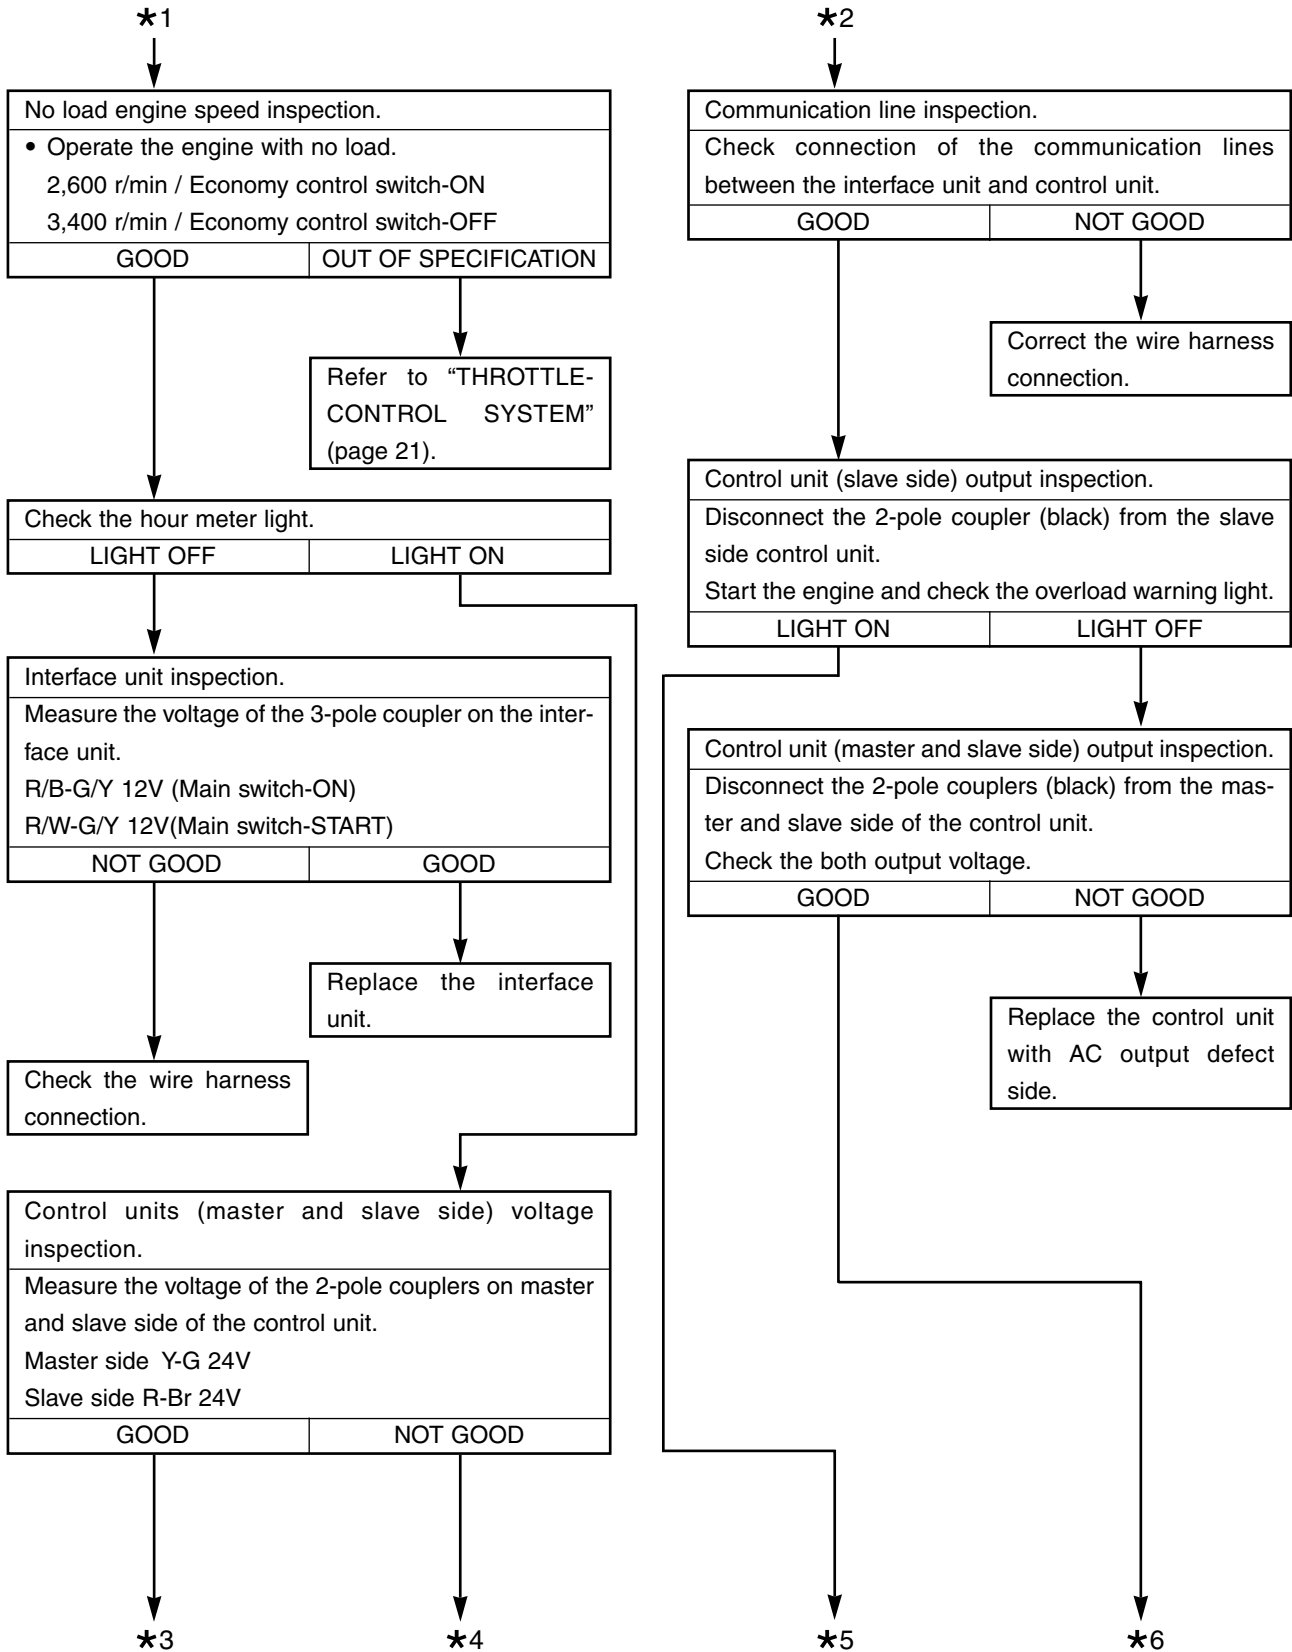 ★1
No load engine speed inspection.
• Operate the engine with no load.
2,600 r/min / Economy control switch-ON
3,400 r/min / Economy control switch-OFF
GOOD
OUT OF SPECIFICATION
Refer to “THROTTLE-
CONTROL SYSTEM”
(page 21).
Check the hour meter light.
LIGHT OFF
LIGHT ON
Interface unit inspection.
Measure the voltage of the 3-pole coupler on the inter-
face unit.
R/B-G/Y 12V (Main switch-ON)
R/W-G/Y 12V(Main switch-START)
NOT GOOD
GOOD
Replace the interface
unit.
Check the wire harness
connection.
Control units (master and slave side) voltage
inspection.
Measure the voltage of the 2-pole couplers on master
and slave side of the control unit.
Master side Y-G 24V
Slave side R-Br 24V
GOOD
NOT GOOD
★3
★4
★2
Communication line inspection.
Check connection of the communication lines
between the interface unit and control unit.
GOOD
NOT GOOD
Correct the wire harness
connection.
Control unit (slave side) output inspection.
Disconnect the 2-pole coupler (black) from the slave
side control unit.
Start the engine and check the overload warning light.
LIGHT ON
LIGHT OFF
Control unit (master and slave side) output inspection.
Disconnect the 2-pole couplers (black) from the mas-
ter and slave side of the control unit.
Check the both output voltage.
GOOD
NOT GOOD
Replace the control unit
with AC output defect
side.
★5
★6